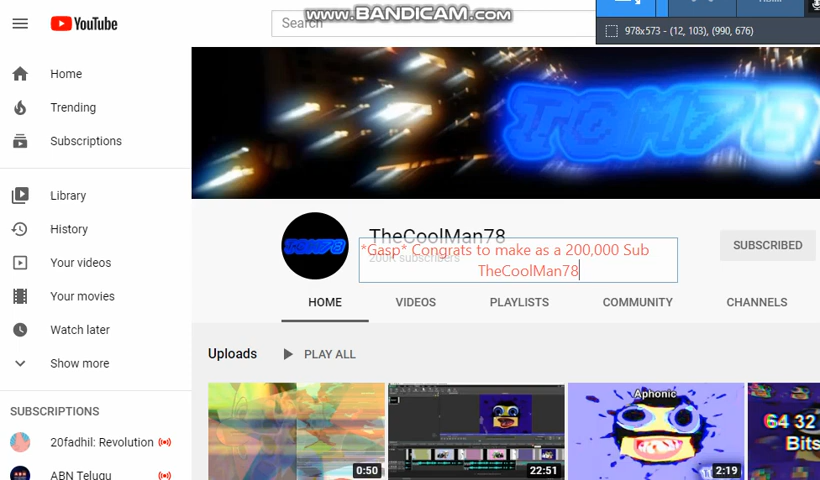 www.BANDICAM.com
YouTube
Search
978x573 - (12, 103), (990, 676)
Home
Trending
Subscriptions
Library
History
Your videos
Your movies
Watch later
Show more
SUBSCRIPTIONS
20fadhil: Revolution
ABN Telugu
TheCoolMan78
*Gasp* Congrats to make as a 200,000 Sub
TheCoolMan78
subscribers
SUBSCRIBED
HOME
VIDEOS
PLAYLISTS
COMMUNITY
CHANNELS
Uploads
PLAY ALL
0:50
22:51
Aphonic
2:19
64 32
Bits